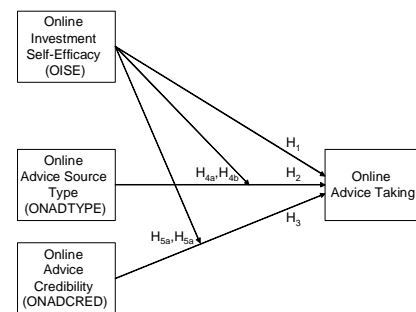 Online
Investment
Self-Efficacy
(OISE)
H1
Online
Advice Source
Type
(ONADTYPE)
H4a,H4b
H2
Online
Advice Taking
H5a,H5a
H3
Online
Advice
Credibility
(ONADCRED)